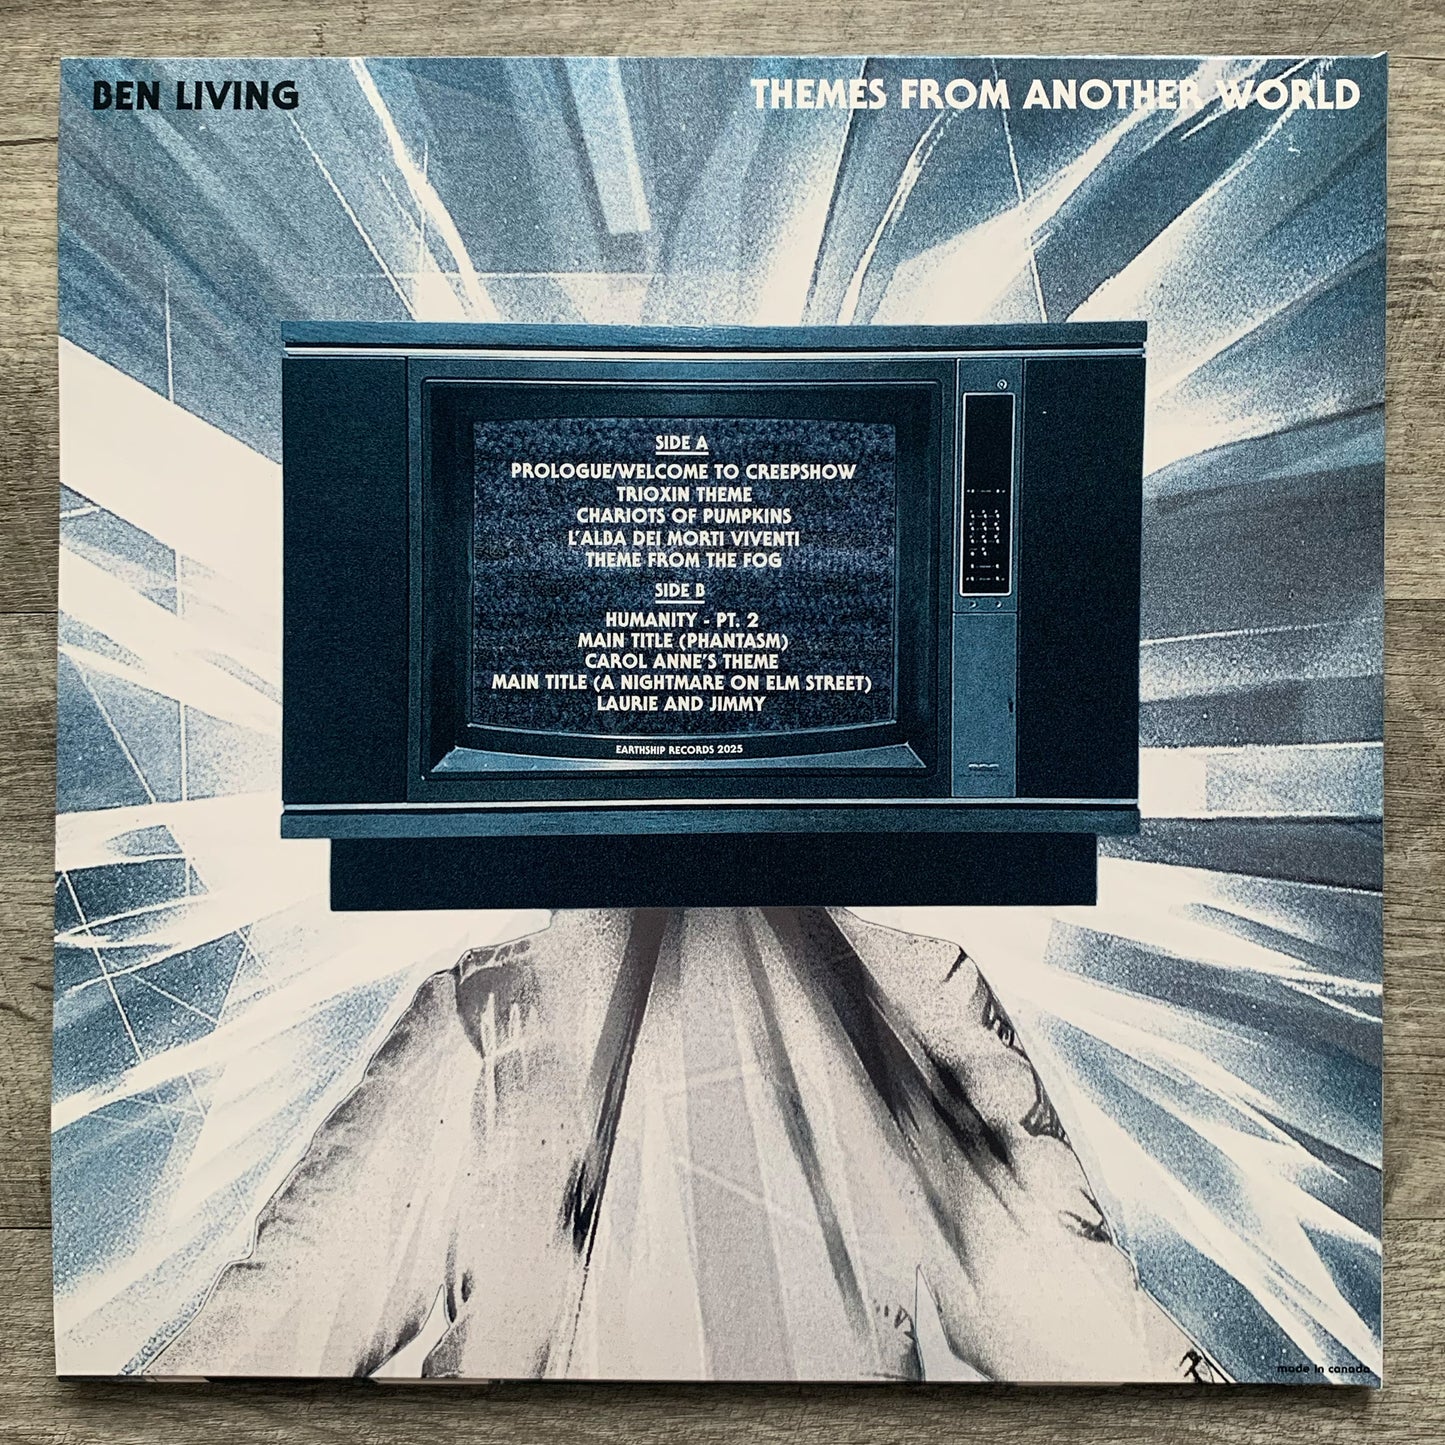 BEN LIVING
THEMES FROM ANOTHER WORLD
SIDE A
PROLOGUE/WELCOME TO CREEPSHOW
TRIOXIN THEME
CHARIOTS OF PUMPKINS
L'ALBA DEI MORTI VIVENTI
THEME FROM THE FOG
SIDE B
HUMANITY - PT. 2
MAIN TITLE (PHANTASM)
CAROL ANNE'S THEME
MAIN TITLE (A NIGHTMARE ON ELM STREET)
LAURIE AND JIMMY
EARTHSHIP RECORDS 2025
made in canada